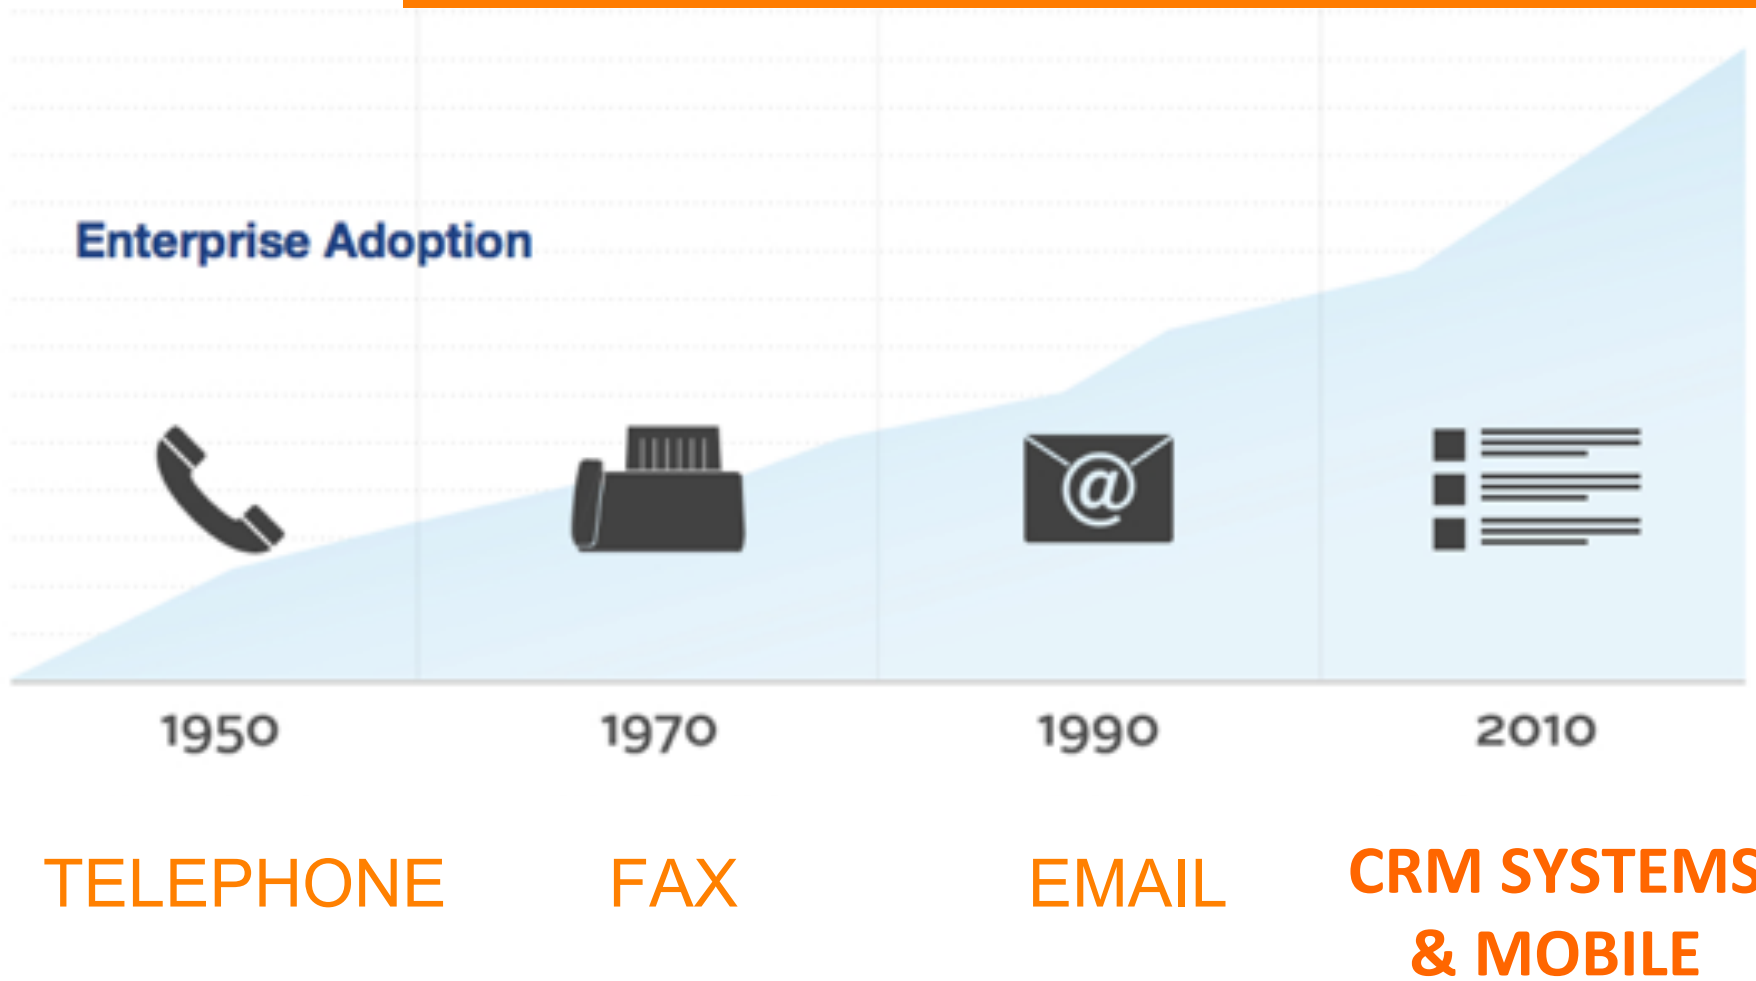 Enterprise Adoption
@
1950 1970 1990 2010
TELEPHONE FAX EMAIL CRM SYSTEMS
& MOBILE